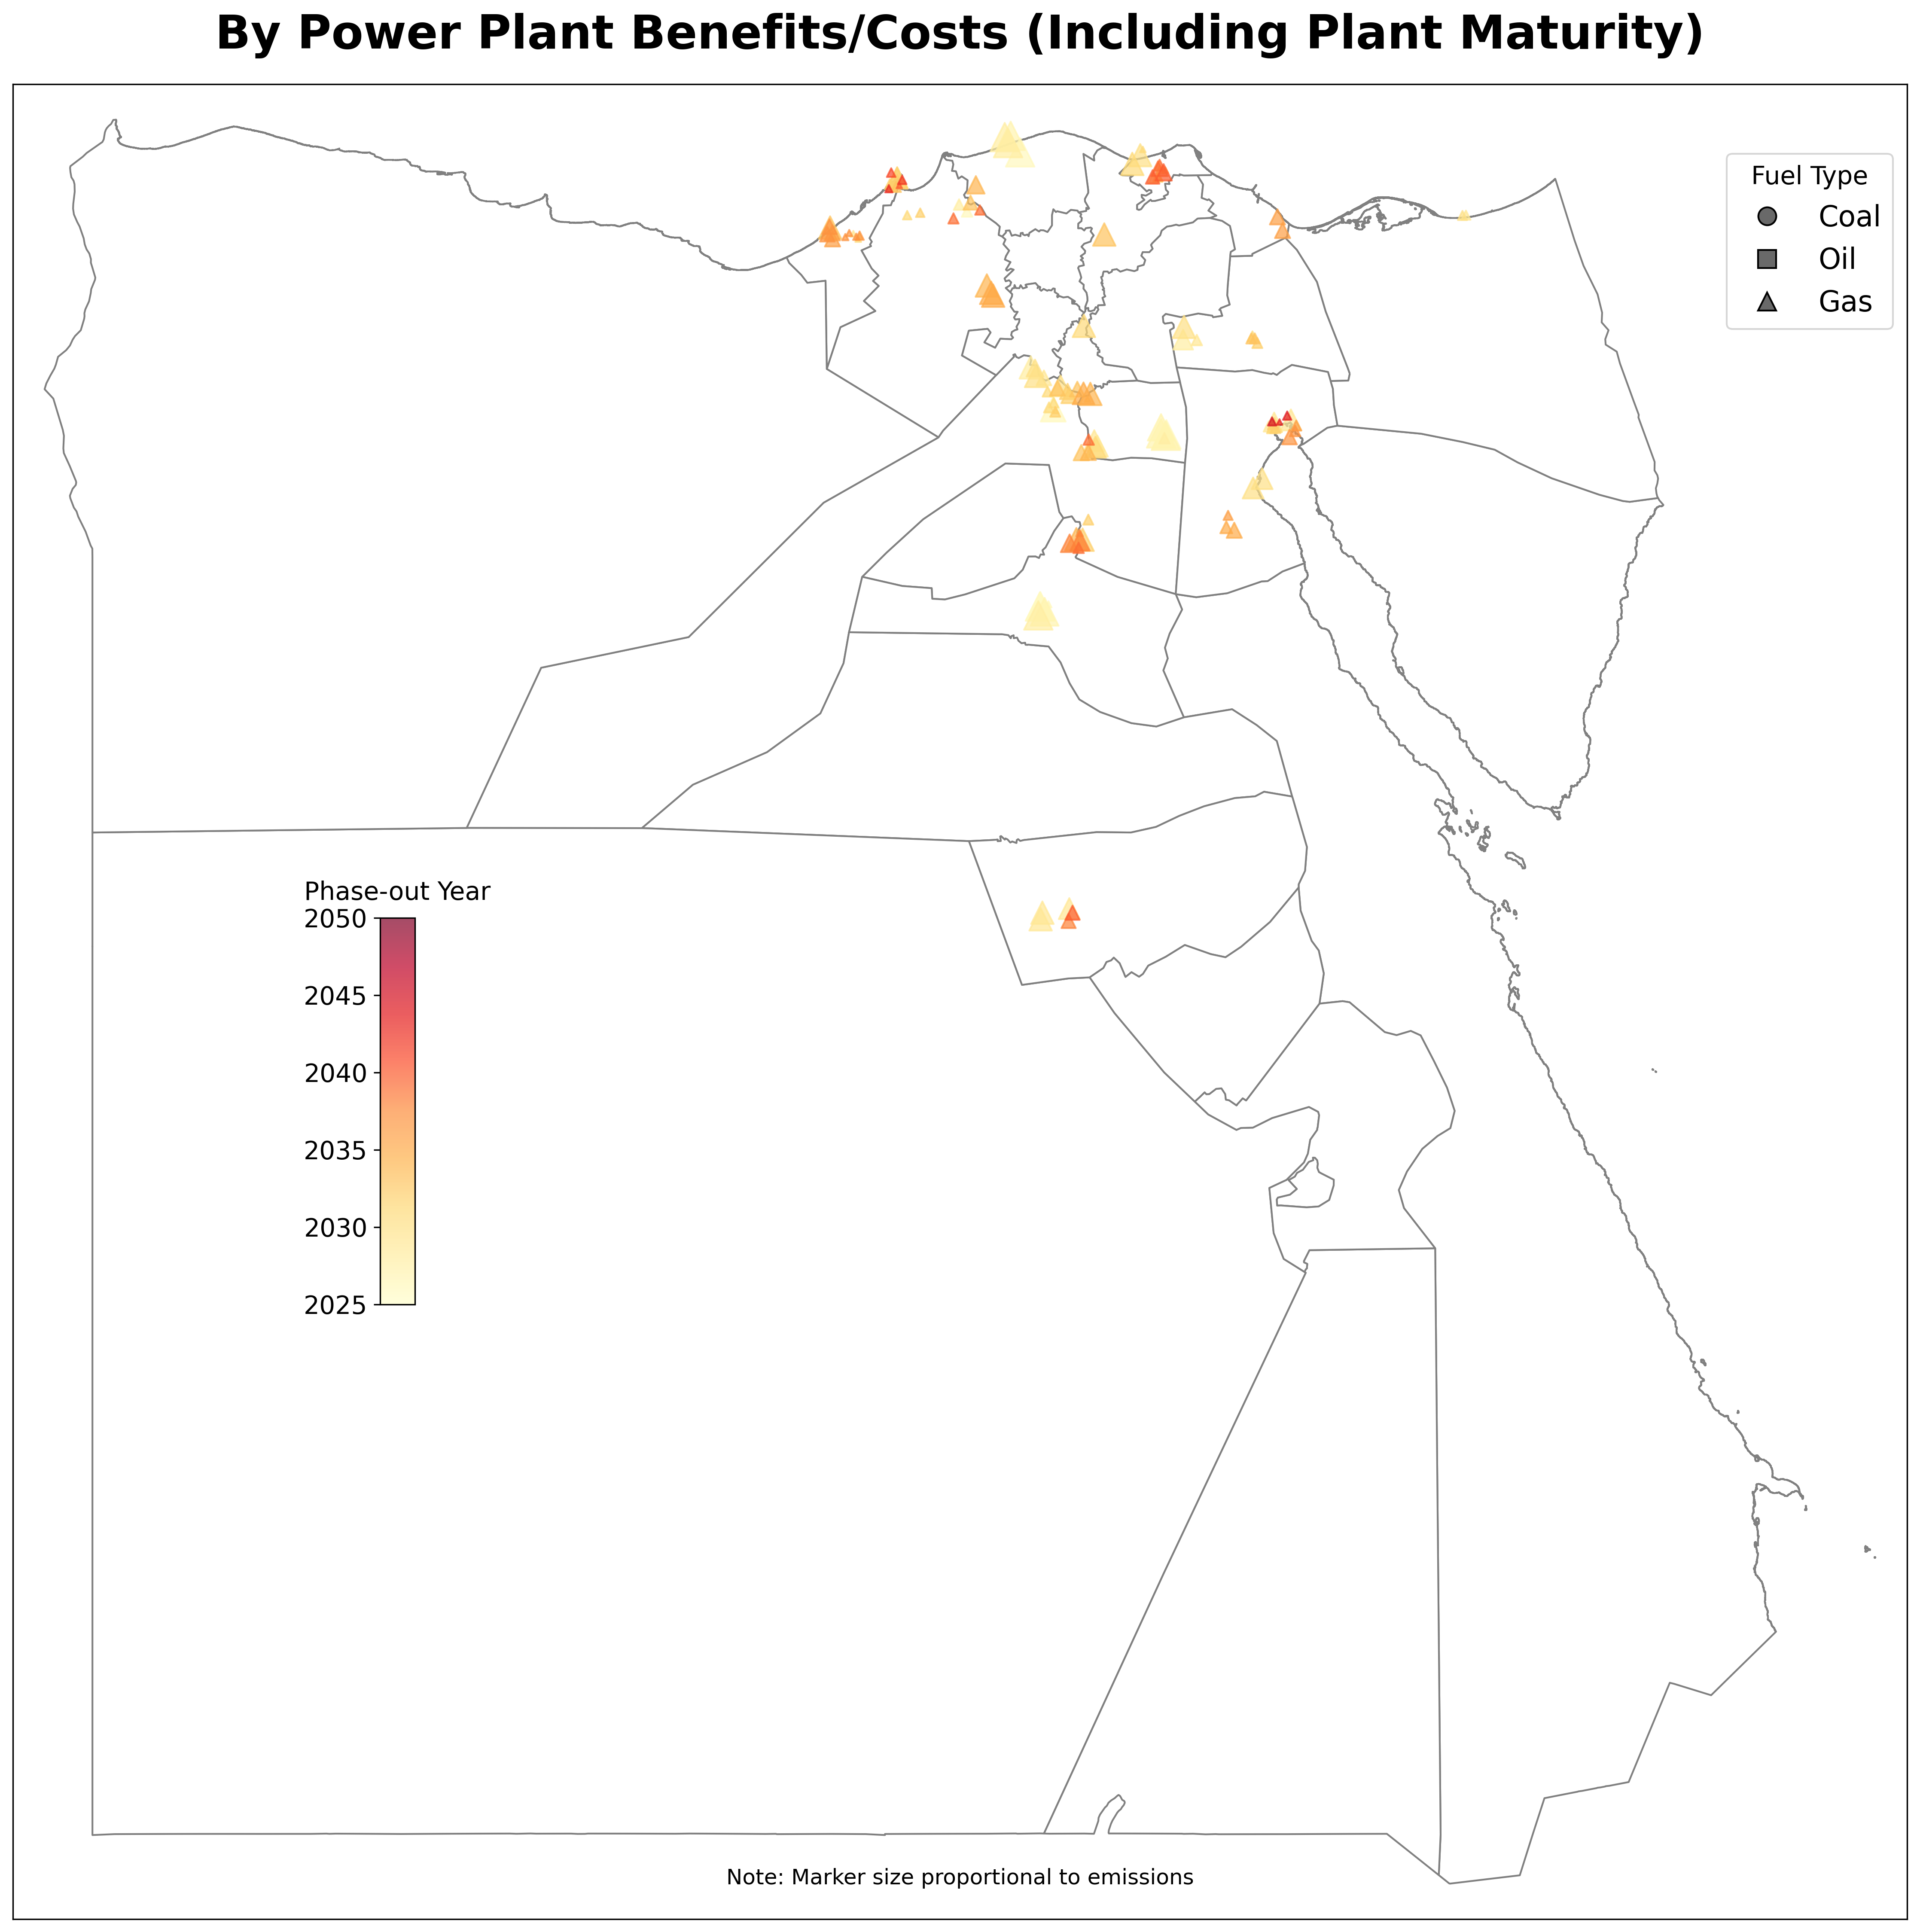 By Power Plant Benefits/Costs (Including Plant Maturity)
Fuel Type
Coal
Oil
Gas
Phase-out Year
2050
2045
2040
2035
2030
2025
Note: Marker size proportional to emissions